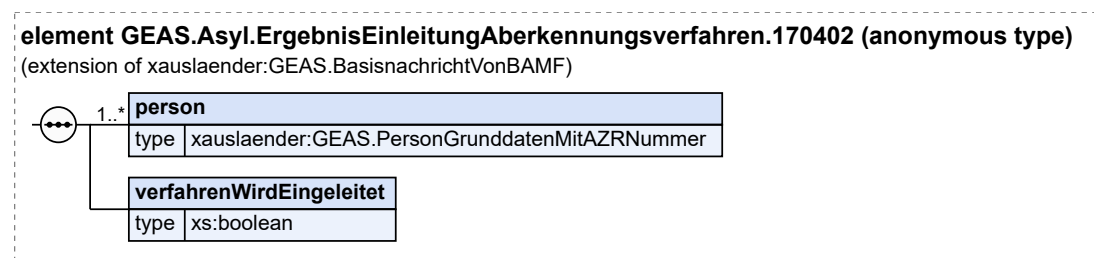 element GEAS.Asyl.ErgebnisEinleitungAberkennungsverfahren.170402 (anonymous type)
(extension of xauslaender:GEAS.BasisnachrichtVonBAMF)
1..* person
type xauslaender:GEAS.PersonGrunddatenMitAZRNummer
verfahrenWirdEingeleitet
type xs:boolean